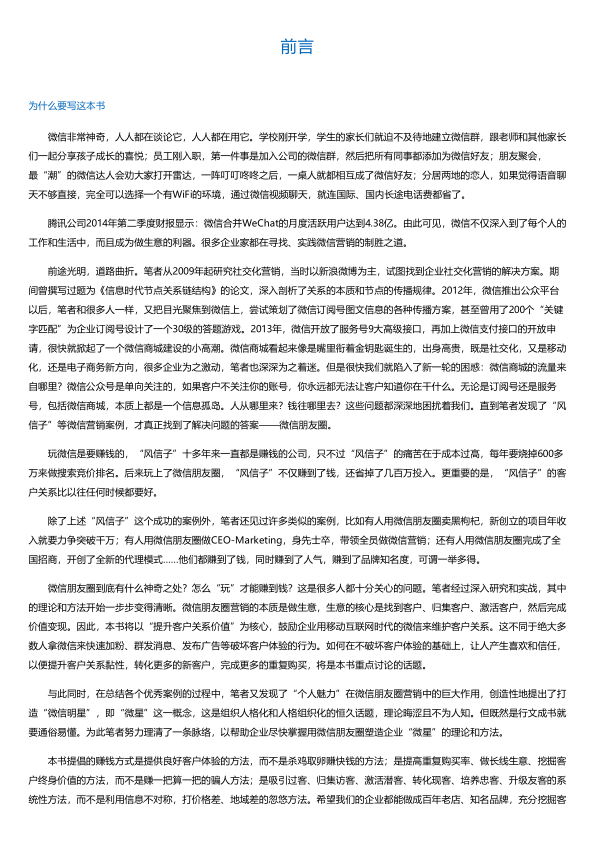 前言
为什么要写这本书
微信非常神奇，人人都在谈论它，人人都在用它。学校刚开学，学生的家长们就迫不及待地建立微信群，跟老师和其他家长
们一起分享孩子成长的喜悦；员工刚入职，第一件事是加入公司的微信群，然后把所有同事都添加为微信好友；朋友聚会，
最“潮”的微信达人会劝大家打开雷达，一阵叮叮咚咚之后，一桌人就都相互成了微信好友；分居两地的恋人，如果觉得语音聊
天不够直接，完全可以选择一个有WiFi的环境，通过微信视频聊天，就连国际、国内长途电话费都省了。
腾讯公司2014年第二季度财报显示：微信合并WeChat的月度活跃用户达到4.38亿。由此可见，微信不仅深入到了每个人的
工作和生活中，而且成为做生意的利器。很多企业家都在寻找、实践微信营销的制胜之道。
前途光明，道路曲折。笔者从2009年起研究社交化营销，当时以新浪微博为主，试图找到企业社交化营销的解决方案。期
间曾撰写过题为《信息时代节点关系链结构》的论文，深入剖析了关系的本质和节点的传播规律。2012年，微信推出公众平台
以后，笔者和很多人一样，又把目光聚焦到微信上，尝试策划了微信订阅号图文信息的各种传播方案，甚至曾用了200个“关键
字匹配”为企业订阅号设计了一个30级的答题游戏。2013年，微信开放了服务号9大高级接口，再加上微信支付接口的开放申
请，很快就掀起了一个微信商城建设的小高潮。微信商城看起来像是嘴里衔着金钥匙诞生的，出身高贵，既是社交化，又是移动
化，还是电子商务新方向，很多企业为之激动，笔者也深深为之着迷。但是很快我们就陷入了新一轮的困惑：微信商城的流量来
自哪里？微信公众号是单向关注的，如果客户不关注你的账号，你永远都无法让客户知道你在干什么。无论是订阅号还是服务
号，包括微信商城，本质上都是一个信息孤岛。人从哪里来？钱往哪里去？这些问题都深深地困扰着我们。直到笔者发现了“风
信子”等微信营销案例，才真正找到了解决问题的答案——微信朋友圈。
玩微信是要赚钱的，“风信子”十多年来一直都是赚钱的公司，只不过“风信子”的痛苦在于成本过高，每年要烧掉600多
万来做搜索竞价排名。后来玩上了微信朋友圈，“风信子”不仅赚到了钱，还省掉了几百万投入。更重要的是，“风信子”的客
户关系比以往任何时候都要好。
除了上述“风信子”这个成功的案例外，笔者还见过许多类似的案例，比如有人用微信朋友圈卖黑枸杞，新创立的项目年收
入就要力争突破千万；有人用微信朋友圈做CEO-Marketing，身先士卒，带领全员做微信营销；还有人用微信朋友圈完成了全
国招商，开创了全新的代理模式……他们都赚到了钱，同时赚到了人气，赚到了品牌知名度，可谓一举多得。
微信朋友圈到底有什么神奇之处？怎么“玩”才能赚到钱？这是很多人都十分关心的问题。笔者经过深入研究和实战，其中
的理论和方法开始一步步变得清晰。微信朋友圈营销的本质是做生意，生意的核心是找到客户、归集客户、激活客户，然后完成
价值变现。因此，本书将以“提升客户关系价值”为核心，鼓励企业用移动互联网时代的微信来维护客户关系。这不同于绝大多
数人拿微信来快速加粉、群发消息、发布广告等破坏客户体验的行为。如何在不破坏客户体验的基础上，让人产生喜欢和信任，
以便提升客户关系黏性，转化更多的新客户，完成更多的重复购买，将是本书重点讨论的话题。
与此同时，在总结各个优秀案例的过程中，笔者又发现了“个人魅力”在微信朋友圈营销中的巨大作用，创造性地提出了打
造“微信明星”，即“微星”这一概念，这是组织人格化和人格组织化的恒久话题，理论晦涩且不为人知。但既然是行文成书就
要通俗易懂。为此笔者努力理清了一条脉络，以帮助企业尽快掌握用微信朋友圈塑造企业“微星”的理论和方法。
本书提倡的赚钱方式是提供良好客户体验的方法，而不是杀鸡取卵赚快钱的方法；是提高重复购买率、做长线生意、挖掘客
户终身价值的方法，而不是赚一把算一把的骗人方法；是吸引过客、归集访客、激活潜客、转化现客、培养忠客、升级友客的系
统性方法，而不是利用信息不对称，打价格差、地域差的忽悠方法。希望我们的企业都能做成百年老店、知名品牌，充分挖掘客